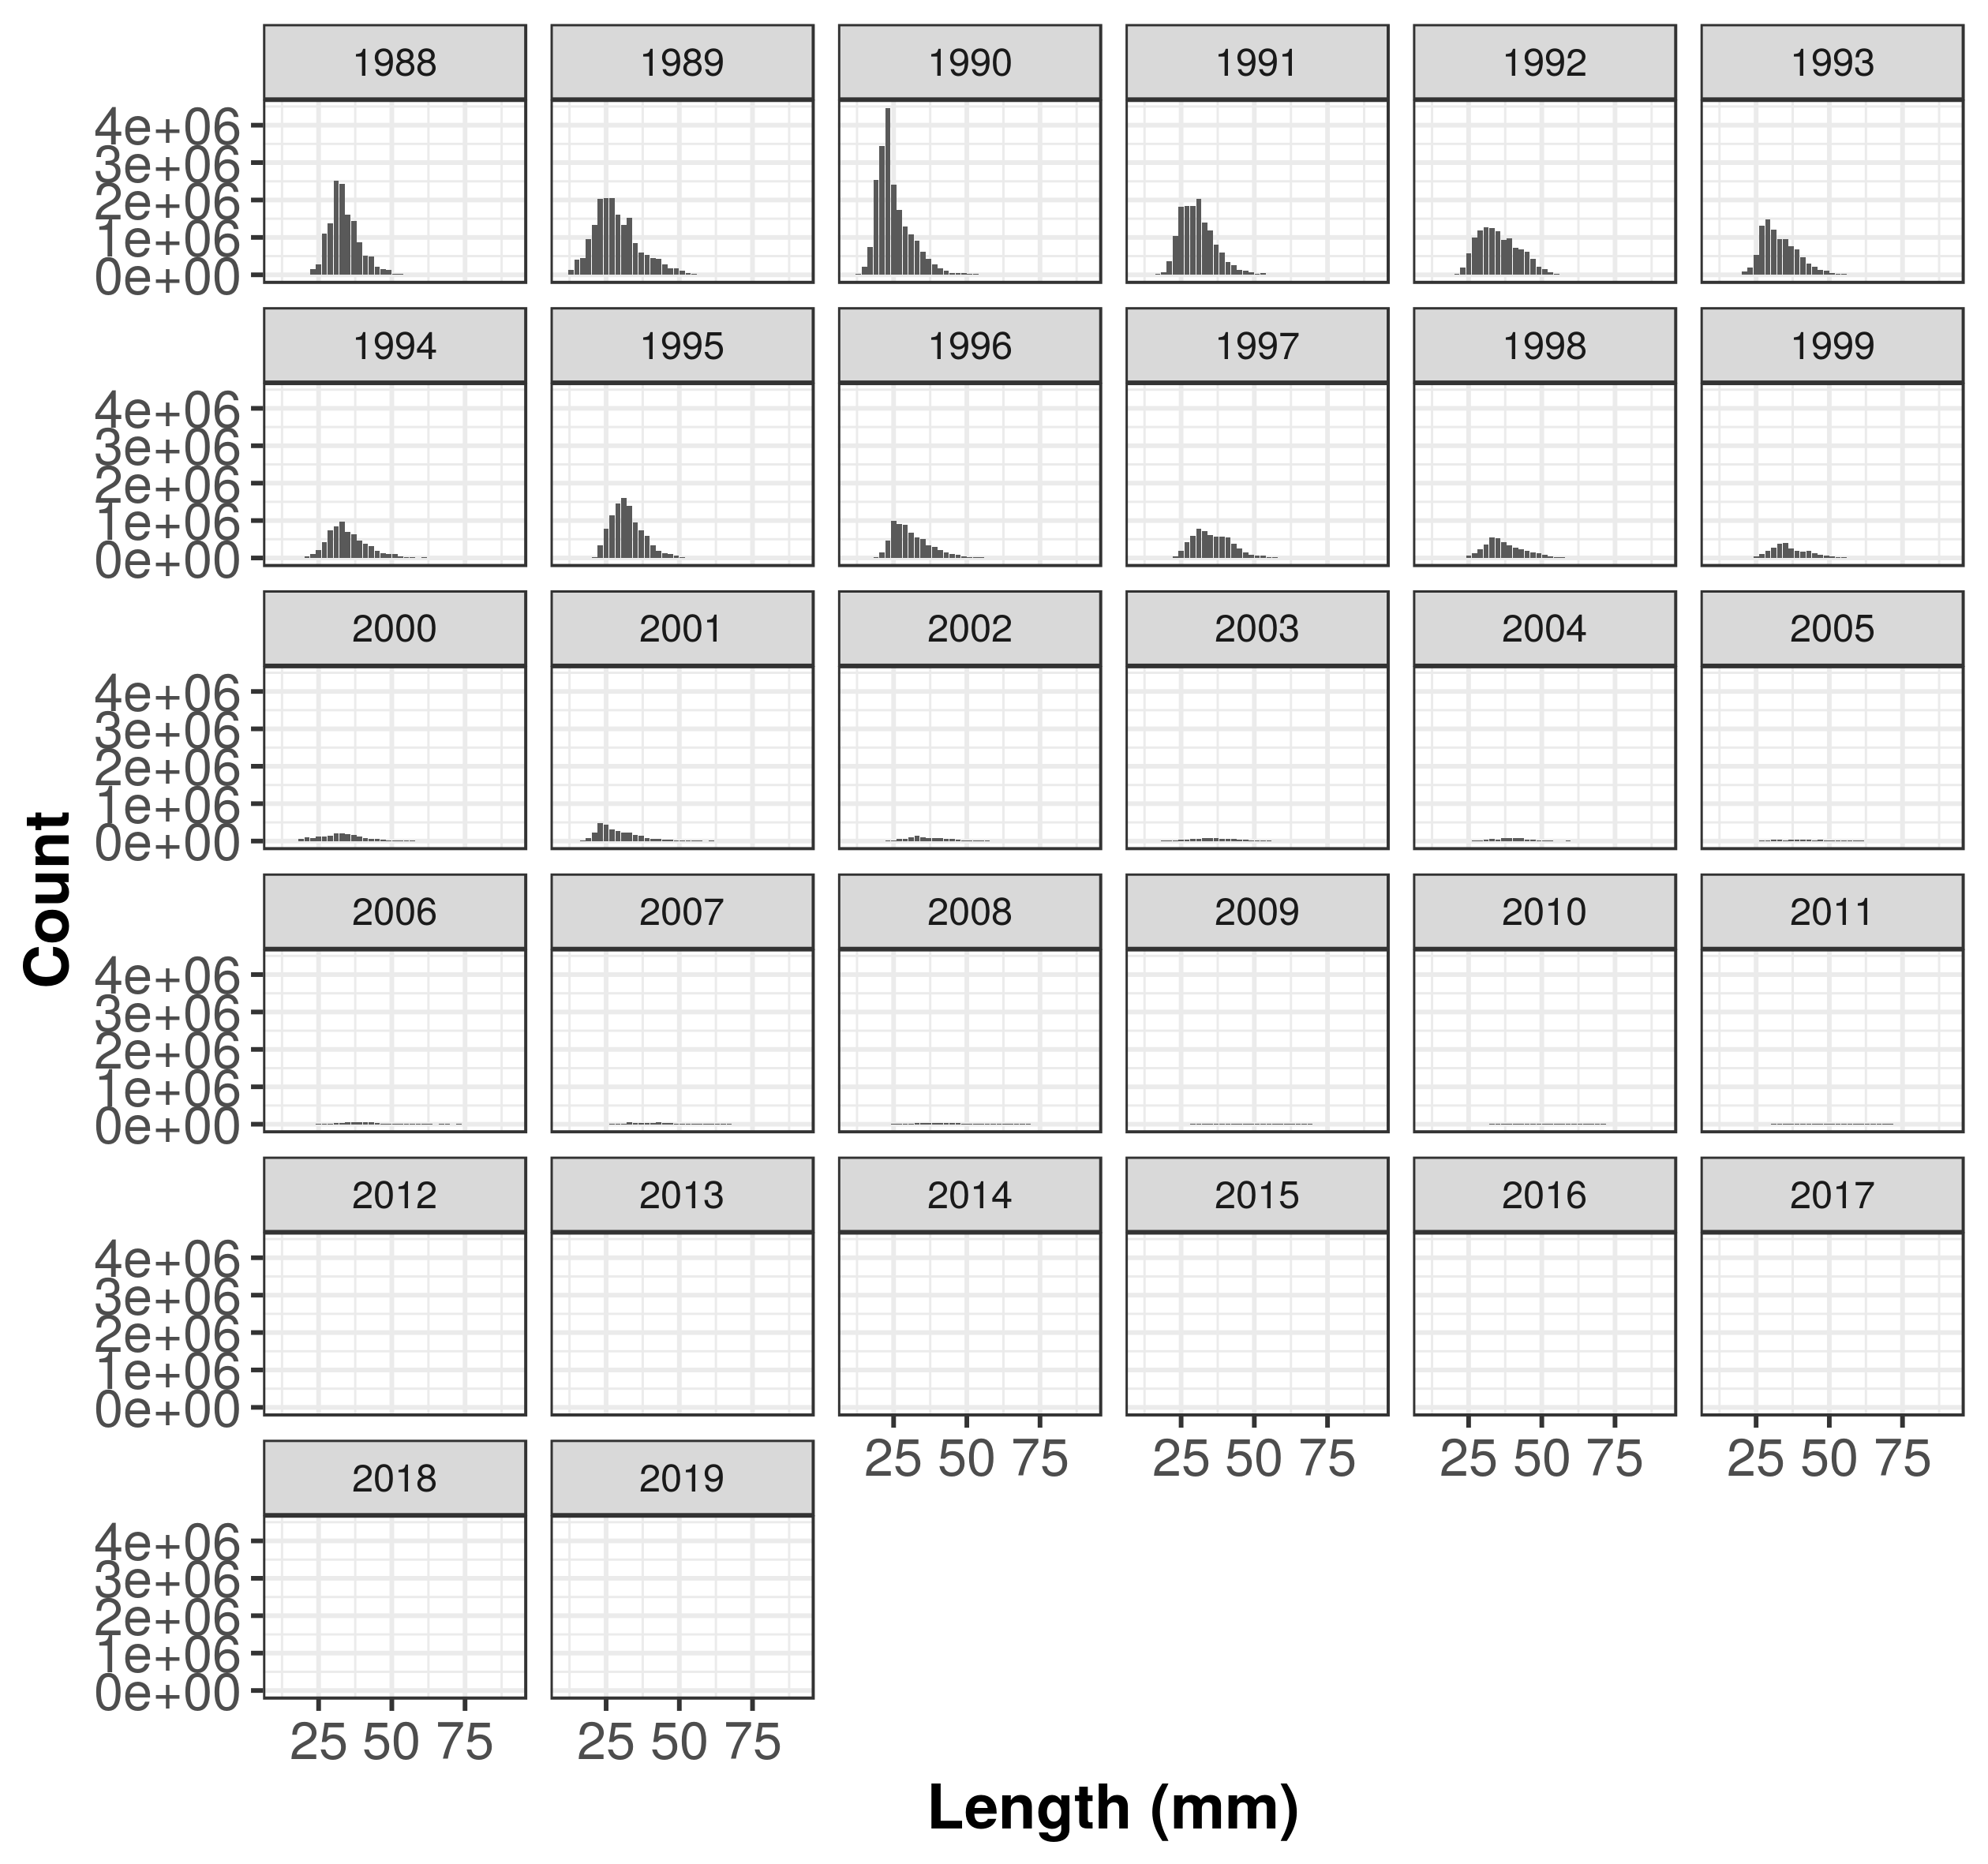 1988 1989 1990 1991 1992 1993
4e+06
3e+06
2e+06
1e+06
0e+00
1994 1995 1996 1997 1998 1999
4e+06
3e+06
2e+06
1e+06
0e+00
2000 2001 2002 2003 2004 2005
4e+06
3e+06
2e+06
1e+06
0e+00
Count
2006 2007 2008 2009 2010 2011
4e+06
3e+06
2e+06
1e+06
0e+00
2012 2013 2014 2015 2016 2017
4e+06
3e+06
2e+06
1e+06
0e+00
25 50 75 25 50 75 25 50 75 25 50 75
2018 2019
4e+06
3e+06
2e+06
1e+06
0e+00
25 50 75 25 50 75
Length (mm)